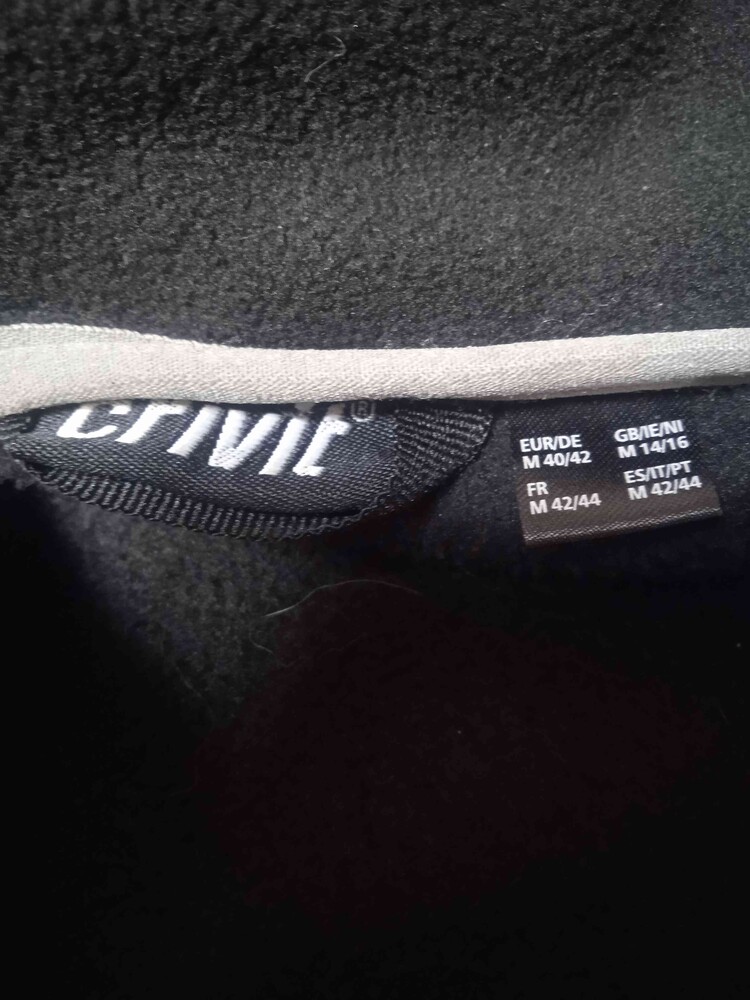 crivit®
EUR/DE
M 40/42
GB/IE/NI
M 14/16
FR
M 42/44
ES/IT/PT
M 42/44